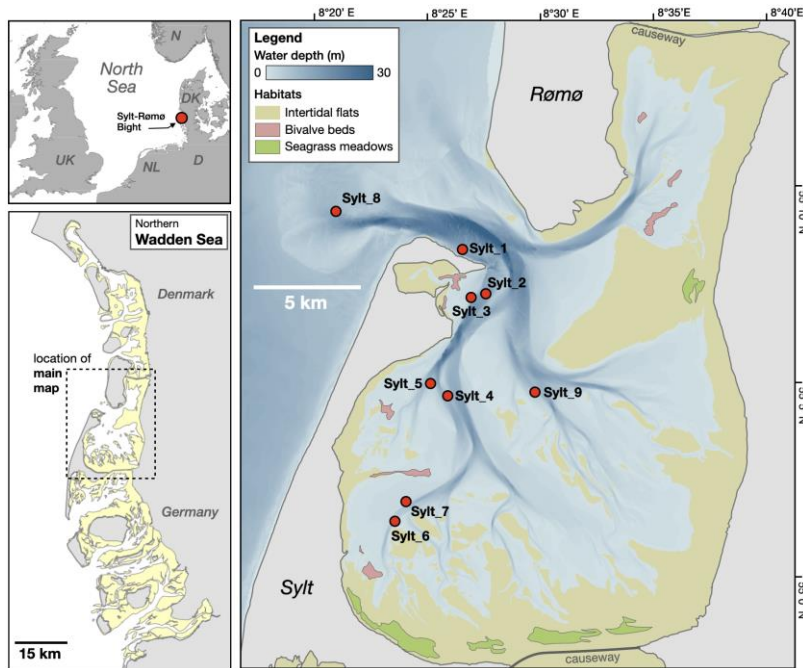 N
North
Sea
DK
Sylt-Rømø
Bight
UK
NL
D
Northern
Wadden Sea
Denmark
location of
main
map
Germany
15 km
8°20´E
8°25´E
8°30´E
8°35´E
8°40´E
Legend
Water depth (m)
0
30
Habitats
Intertidal flats
Bivalve beds
Seagrass meadows
causeway
Rømø
Sylt_8
Sylt_1
5 km
Sylt_2
Sylt_3
Sylt_5
Sylt_4
Sylt_9
Sylt_7
Sylt_6
Sylt
causeway